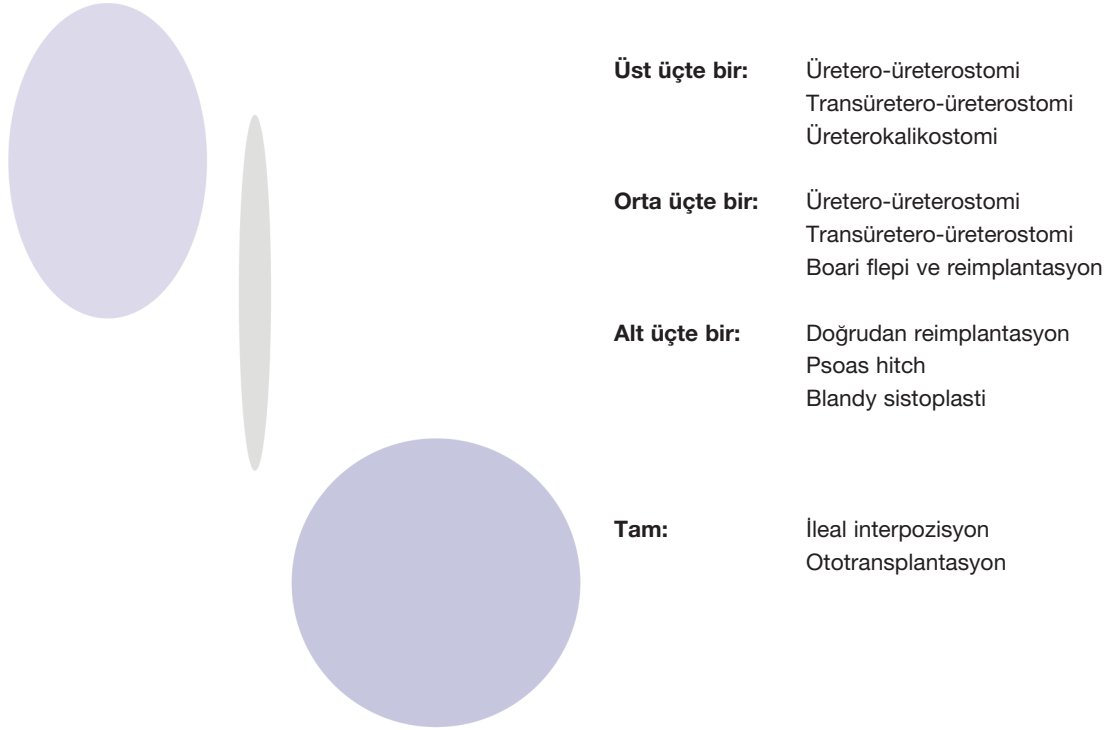 Üst üçte bir: Üretero-üreterostomi
Transüretero-üreterostomi
Üreterokalikostomi
Orta üçte bir: Üretero-üreterostomi
Transüretero-üreterostomi
Boari flepi ve reimplantasyon
Alt üçte bir: Doğrudan reimplantasyon
Psoas hitch
Blandy sistoplasti
Tam: İleal interpozisyon
Ototransplantasyon